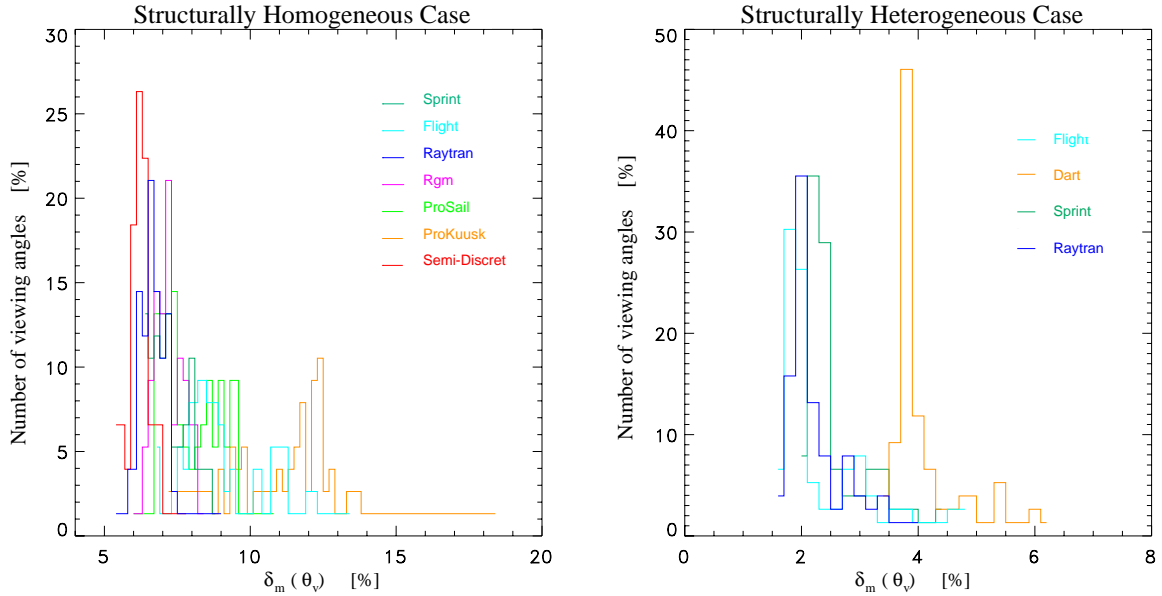 Structurally Homogeneous Case
30
25
20
15
10
5
0
Number of viewing angles [%]
Sprint
Flight
Raytran
Rgm
ProSail
ProKuusk
Semi-Discret
5 10 15 20
δm ( θv) [%]
Structurally Heterogeneous Case
50
40
30
20
10
0
Number of viewing angles [%]
Flight
Dart
Sprint
Raytran
0 2 4 6 8
δm ( θv) [%]